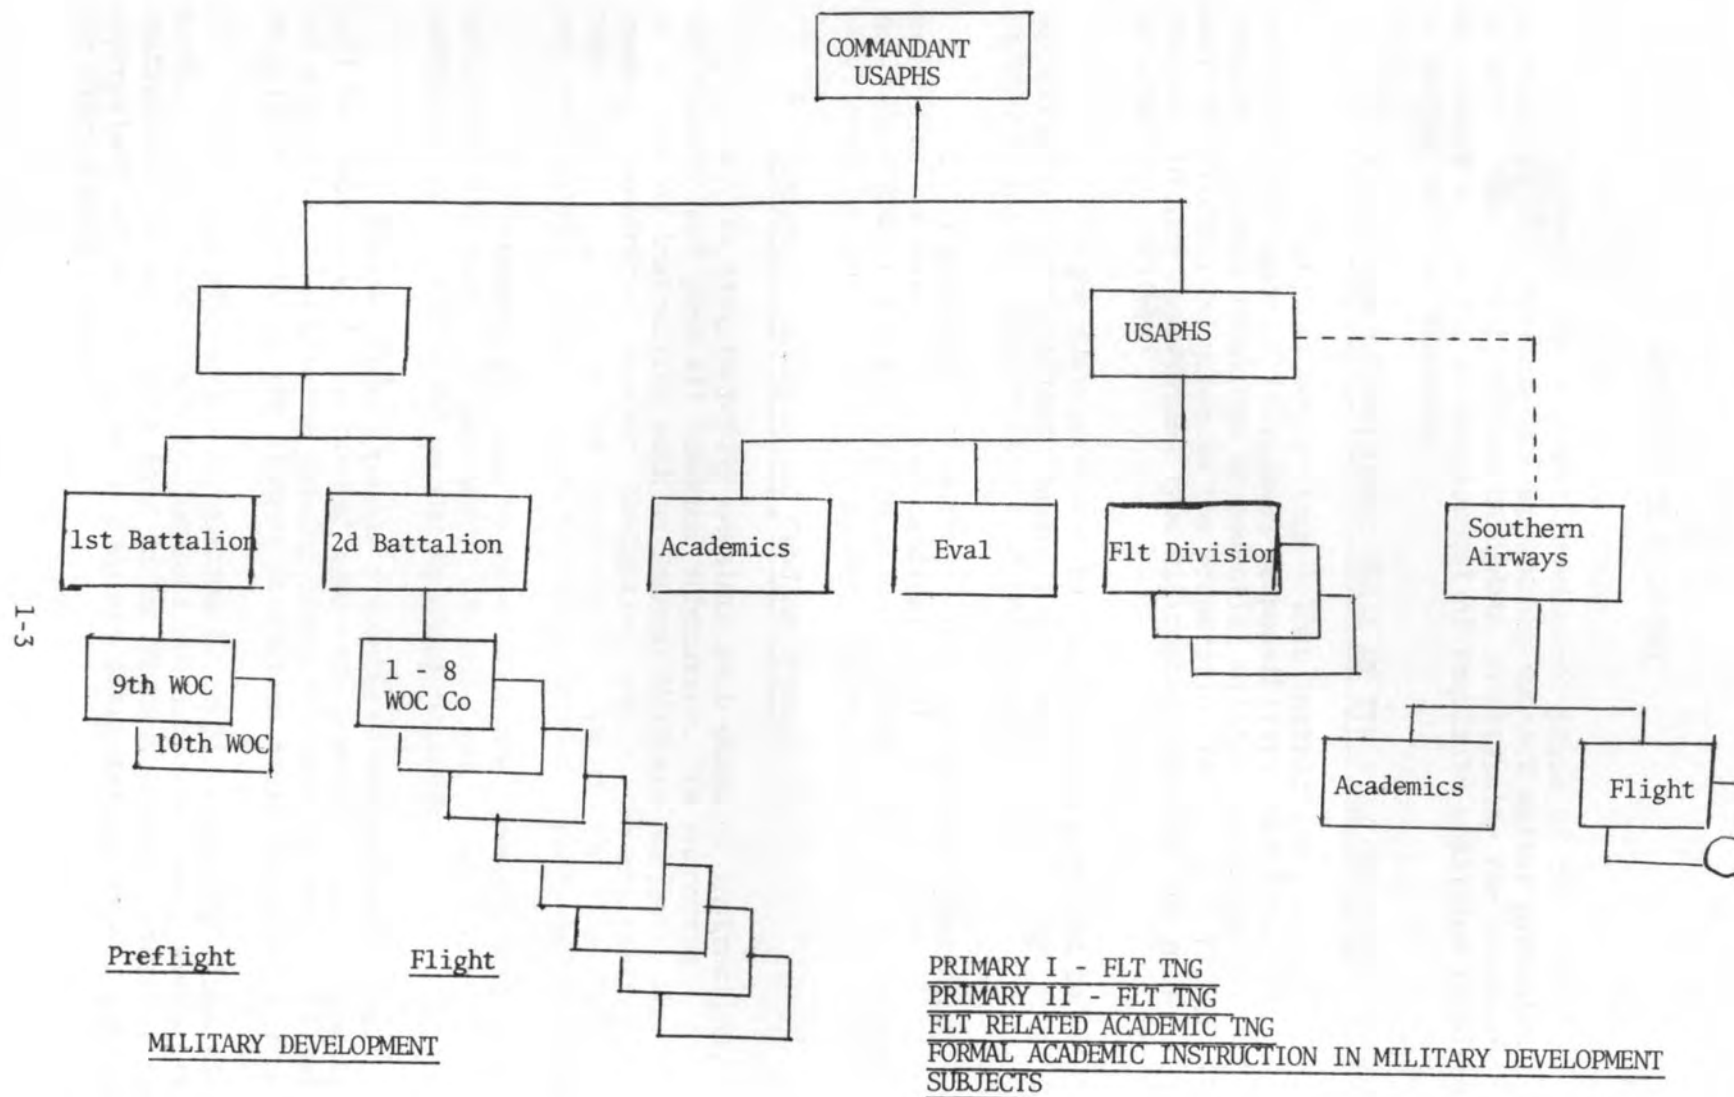 COMMANDANT
USAPHS
USAPHS
1st Battalion
2d Battalion
Academics
Eval
Flt Division
Southern
Airways
9th WOC
10th WOC
1 - 8
WOC Co
Academics
Flight
1-3
Preflight
Flight
MILITARY DEVELOPMENT
PRIMARY I - FLT TNG
PRIMARY II - FLT TNG
FLT RELATED ACADEMIC TNG
FORMAL ACADEMIC INSTRUCTION IN MILITARY DEVELOPMENT
SUBJECTS